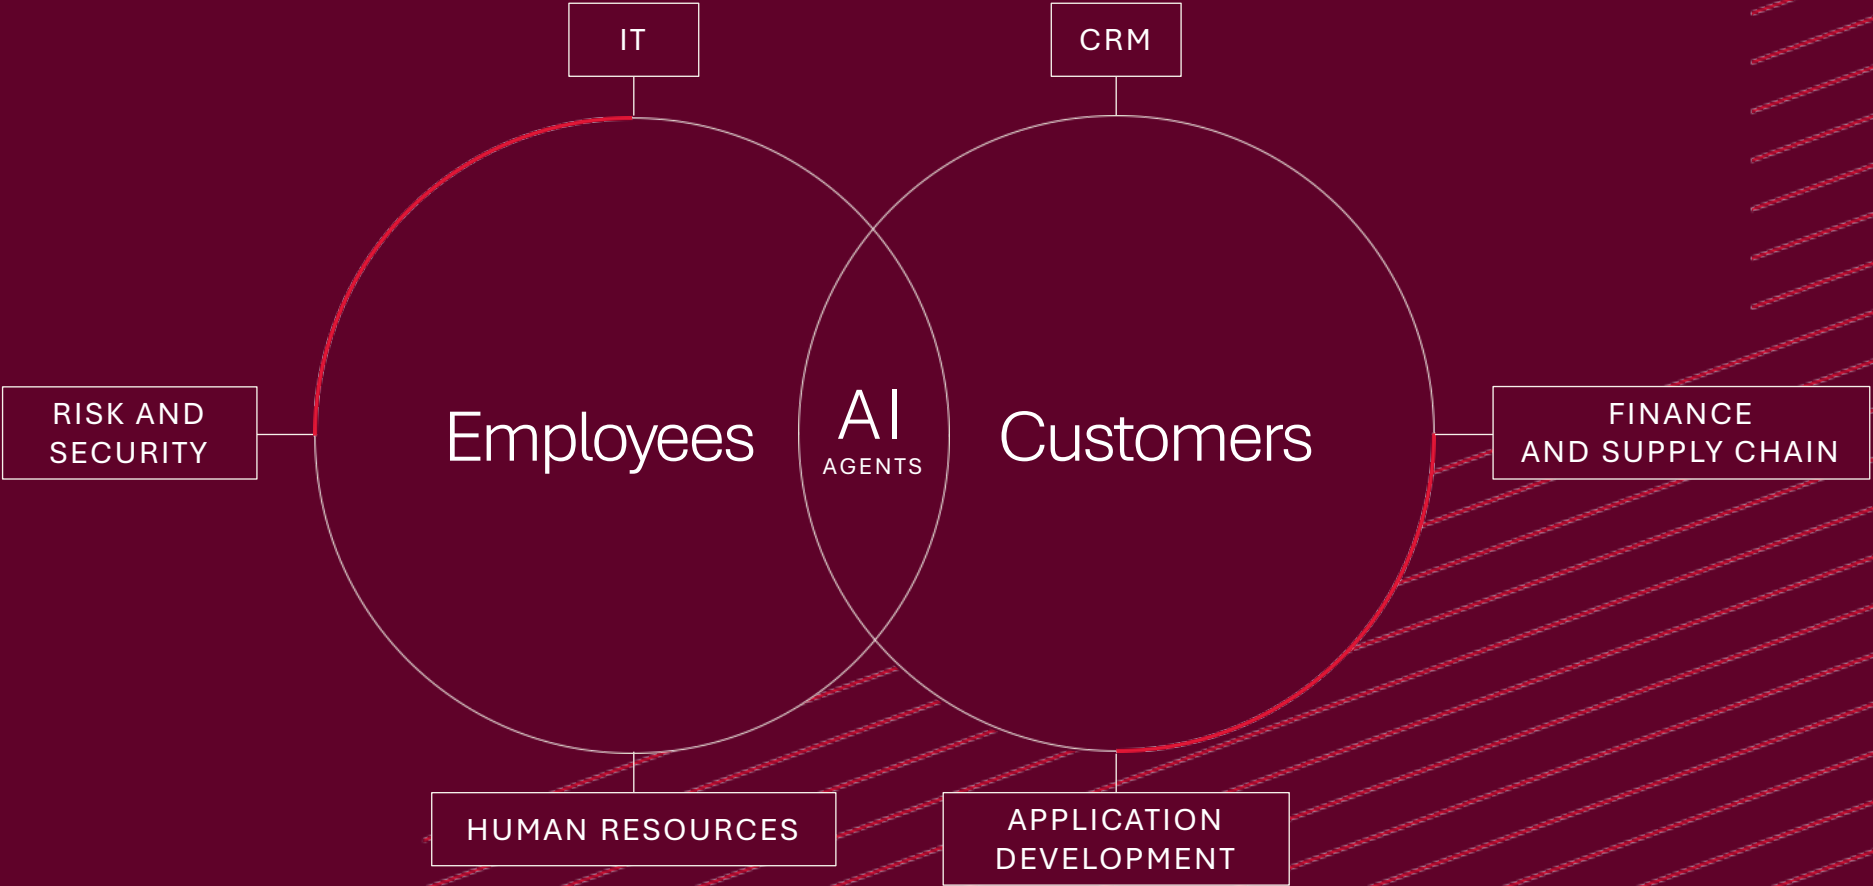 IT
CRM
RISK AND
SECURITY
Employees
AI
AGENTS
Customers
FINANCE
AND SUPPLY CHAIN
HUMAN RESOURCES
APPLICATION
DEVELOPMENT